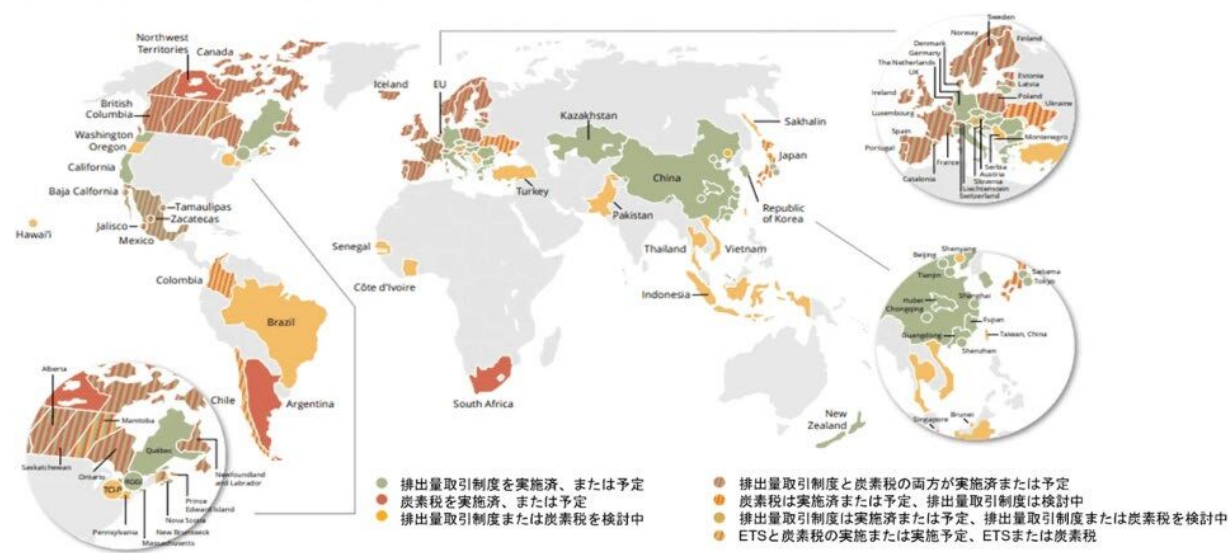 Northwest
Territories
Canada
Iceland
EU
British
Columbia
Washington
Oregon
California
Baja Calfornia
Tamaulipas
Zacatecas
Jalisco
Mexico
Hawai'i
Kazakhstan
Sakhalin
China
Japan
Turkey
Pakistan
Republic
of Korea
Senegal
Côte d'Ivoire
Thailand
Vietnam
Indonesia
Colombia
Brazil
Chile
Argentina
South Africa
New
Zealand
Sweden
Norway
Finland
Denmark
Germany
The Netherlands
UK
Estonia
Latvia
Ireland
Poland
Ukraine
Luxembourg
Spain
Portugal
France
Catalonia
Montenegro
Serbia
Austria
Slovenia
Liechtenstein
Switzerland
Shenyang
Beijing
Tianjin
Saitama
Tokyo
Shanghai
Hubei
Chongqing
Fujian
Taiwan, China
Guangdong
Shenzhen
Singapore
Brunei
Alberta
Manitoba
Québec
Saskatchewan
Ontario
Newfoundland
and Labrador
TCI-P
RGGI
Prince
Edward Island
Nova Scotia
Pennsylvania
New Brunswick
Massachusetts
排出量取引制度を実施済、または予定
炭素税を実施済、または予定
排出量取引制度または炭素税を検討中
排出量取引制度と炭素税の両方が実施済または予定
炭素税は実施済または予定、排出量取引制度は検討中
排出量取引制度は実施済または予定、排出量取引制度または炭素税を検討中
ETSと炭素税の実施または実施予定、ETSまたは炭素税